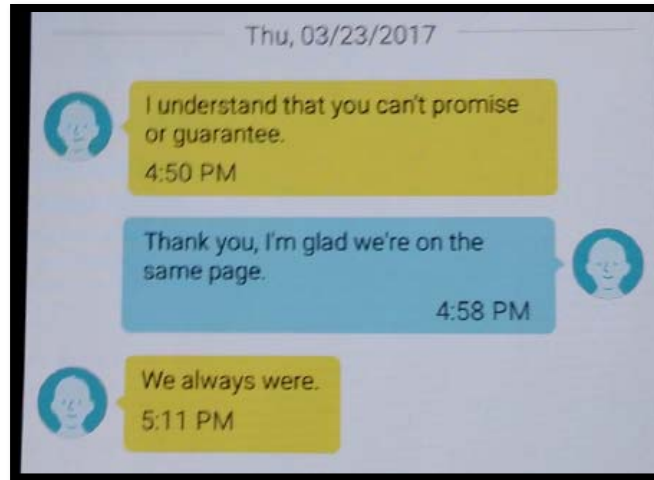 Thu, 03/23/2017
I understand that you can't promise
or guarantee.
4:50 PM
Thank you, I'm glad we're on the
same page.
4:58 PM
We always were.
5:11 PM